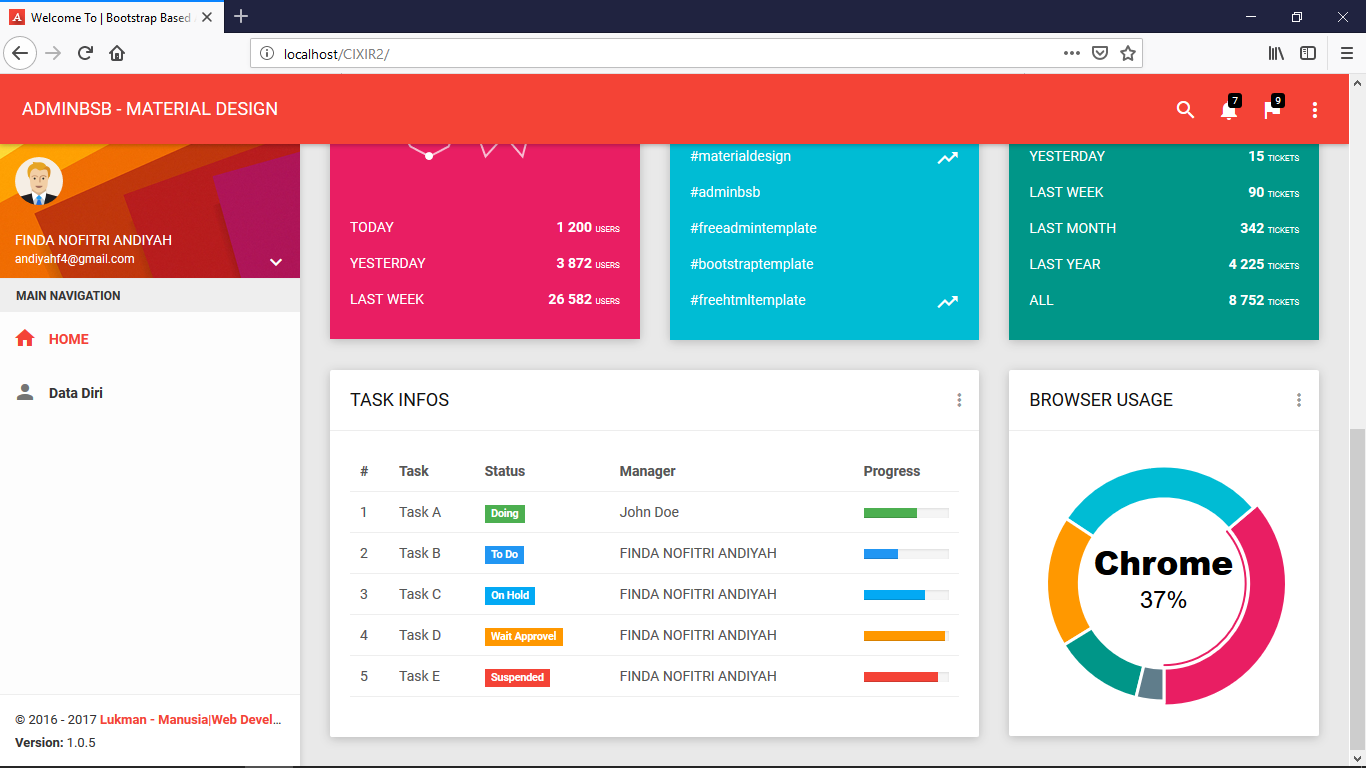 A Welcome To | Bootstrap Based
localhost/CIXIR2/
ADMINBSB - MATERIAL DESIGN
7
9
FINDA NOFITRI ANDIYAH
andiyahf4@gmail.com
MAIN NAVIGATION
HOME
Data Diri
© 2016 - 2017 Lukman - Manusia|Web Devel...
Version: 1.0.5
TODAY 1 200 USERS
YESTERDAY 3 872 USERS
LAST WEEK 26 582 USERS
#materialdesign
#adminbsb
#freeadmintemplate
#bootstraptemplate
#freehtmltemplate
YESTERDAY 15 TICKETS
LAST WEEK 90 TICKETS
LAST MONTH 342 TICKETS
LAST YEAR 4 225 TICKETS
ALL 8 752 TICKETS
TASK INFOS
# Task Status Manager Progress
1 Task A Doing John Doe
2 Task B To Do FINDA NOFITRI ANDIYAH
3 Task C On Hold FINDA NOFITRI ANDIYAH
4 Task D Wait Approvel FINDA NOFITRI ANDIYAH
5 Task E Suspended FINDA NOFITRI ANDIYAH
BROWSER USAGE
Chrome
37%